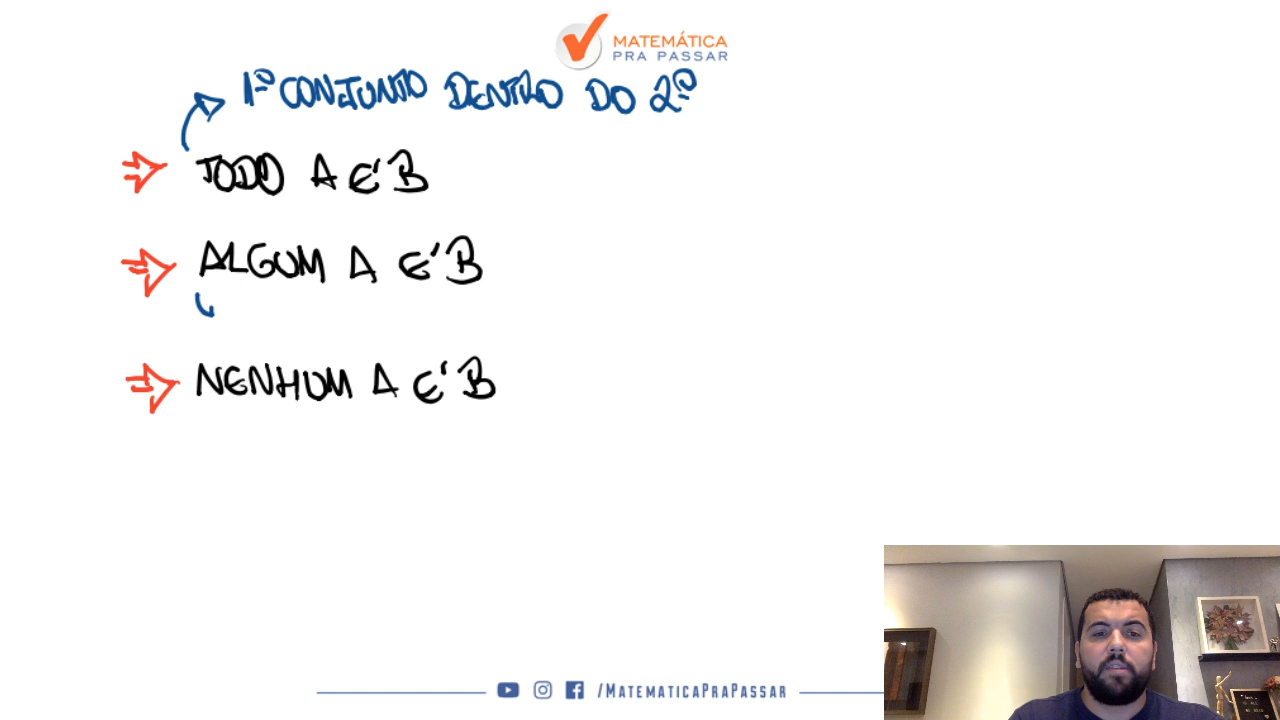 MATEMÁTICA
PRA PASSAR
1º CONJUNTO DENTRO DO 2º
TODO A É B
ALGUM A É B
NENHUM A É B
/MATEMATICAPRAPASSAR